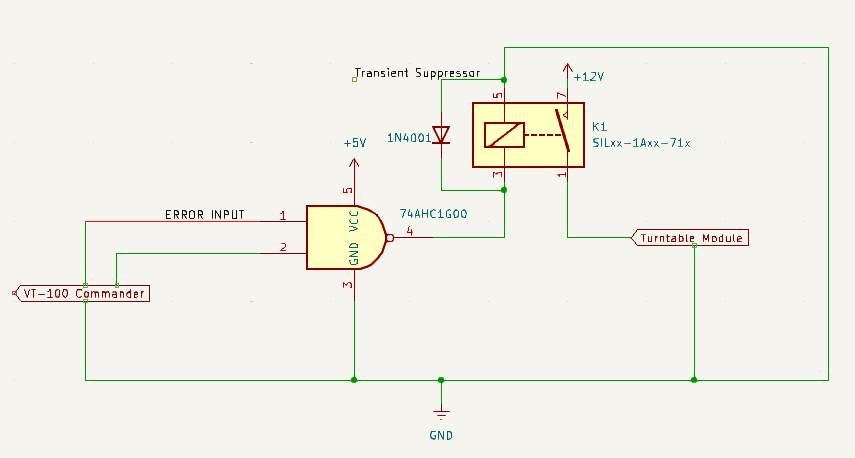 Transient Suppressor
+12V
5
7
1N4001
K1
SILxx-1Axx-71x
+5V
3
1
5
ERROR INPUT
1
VCC
74AHC1G00
4
Turntable Module
2
GND
3
VT-100 Commander
GND